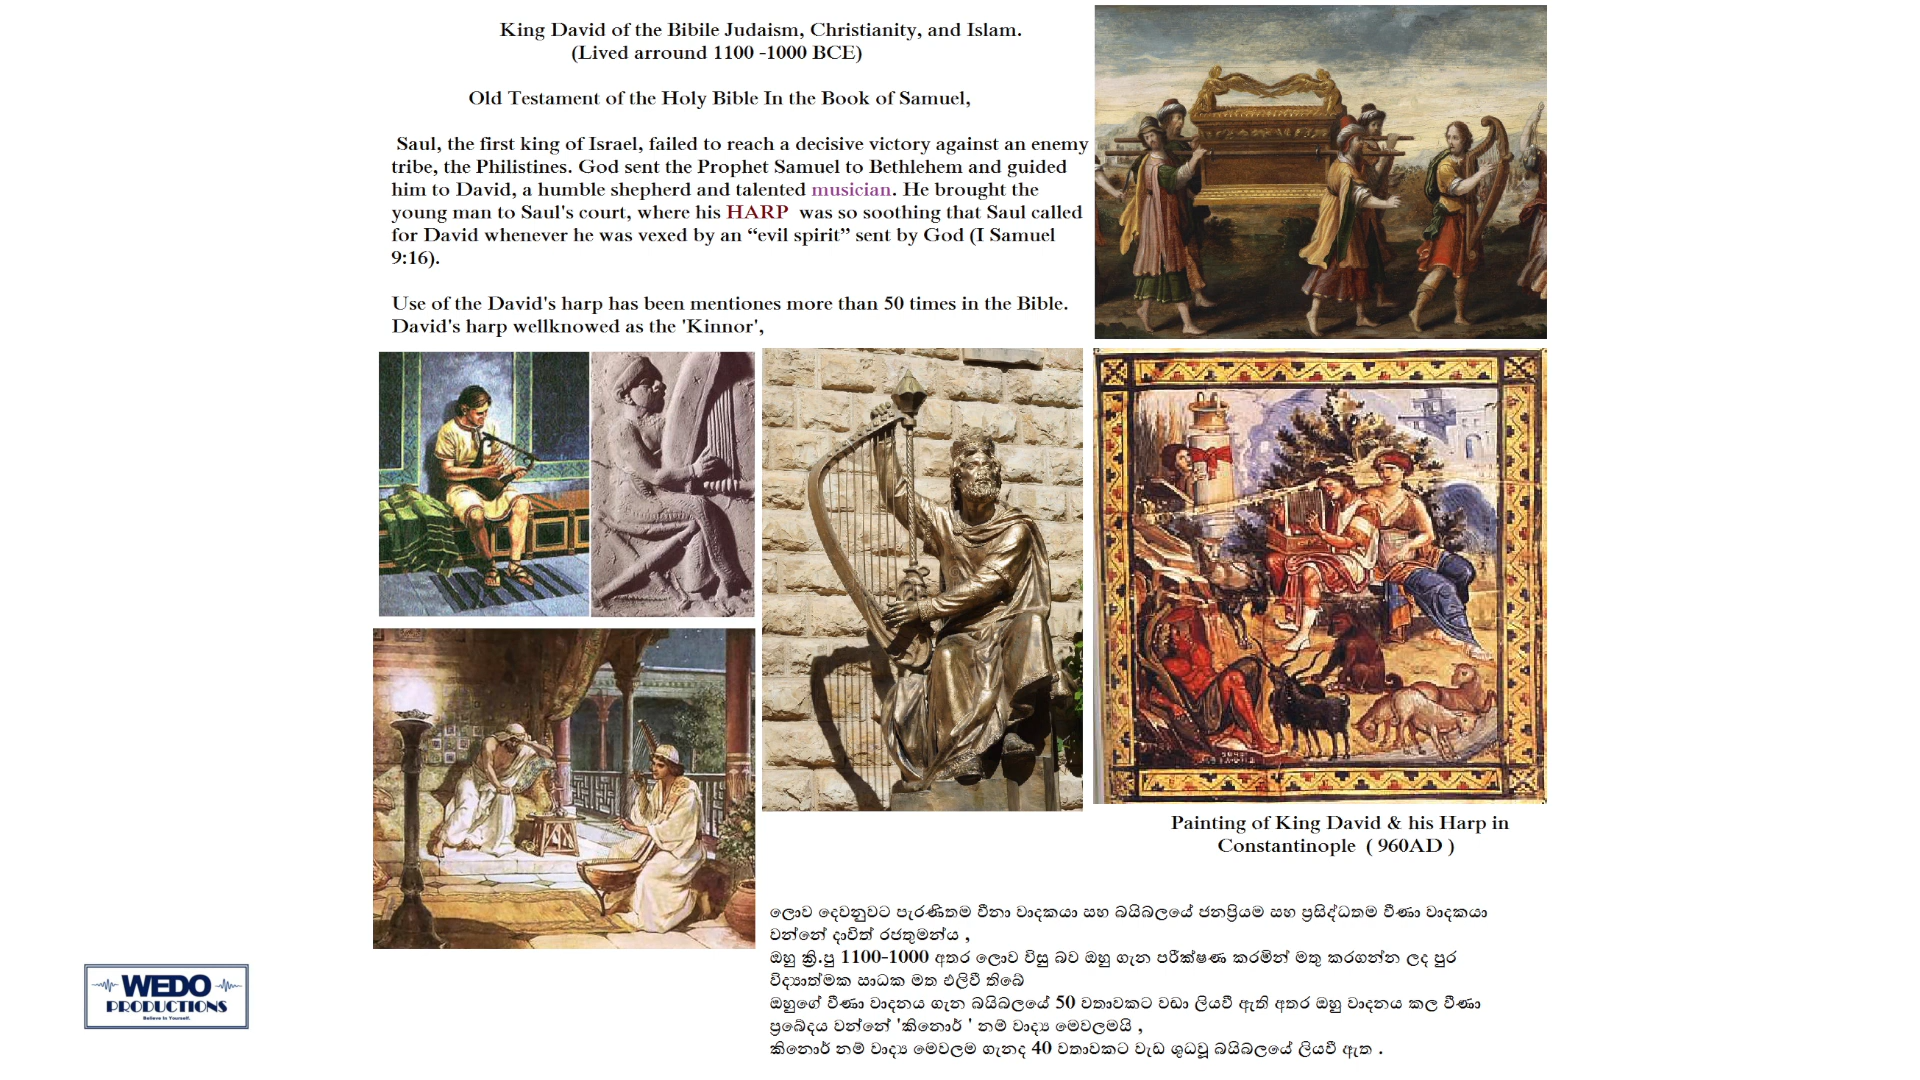 King David of the Bibile Judaism, Christianity, and Islam.
(Lived arround 1100 -1000 BCE)
Old Testament of the Holy Bible In the Book of Samuel,
Saul, the first king of Israel, failed to reach a decisive victory against an enemy
tribe, the Philistines. God sent the Prophet Samuel to Bethlehem and guided
him to David, a humble shepherd and talented musician. He brought the
young man to Saul's court, where his HARP was so soothing that Saul called
for David whenever he was vexed by an “evil spirit” sent by God (I Samuel
9:16).
Use of the David's harp has been mentiones more than 50 times in the Bible.
David's harp wellknowed as the 'Kinnor',
Painting of King David & his Harp in
Constantinople ( 960AD )
ලොව දෙවනුවට පැරණිතම වීනා වාදකයා සහ බයිබලයේ ජනප්‍රියම සහ ප්‍රසිද්ධතම වීණා වාදකයා
වන්නේ දාවිත් රජතුමන්ය ,
ඔහු ක්‍රි.පු 1100-1000 අතර ලොව විසු බව ඔහු ගැන පරීක්ෂණ කරමින් මතු කරගන්න ලද පුර
විද්‍යාත්මක සාධක මත එලිවී තිබේ
ඔහුගේ වීණා වාදනය ගැන බයිබලයේ 50 වතාවකට වඩා ලියවී ඇති අතර ඔහු වාදනය කල වීණා
ප්‍රබේදය වන්නේ 'කිනොර් ' නම් වාද්‍ය මෙවලමයි ,
කිනොර් නම් වාද්‍ය මෙවලම ගැනද 40 වතාවකට වැඩ ශුධවූ බයිබලයේ ලියවී ඇත .
WEDO
PRODUCTIONS
Believe in Yourself.